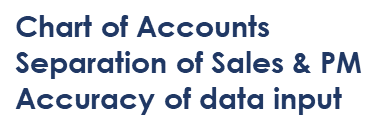 Chart of Accounts
Separation of Sales & PM
Accuracy of data input